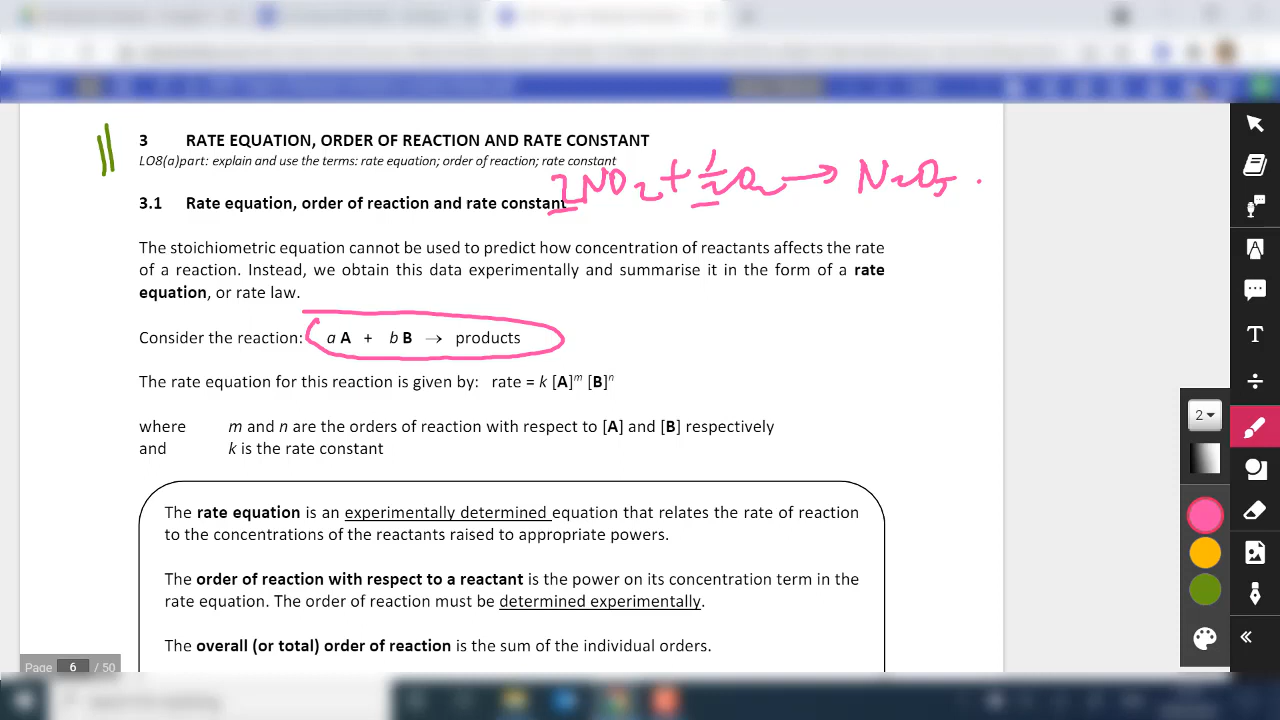 3 RATE EQUATION, ORDER OF REACTION AND RATE CONSTANT
LO8(a)part: explain and use the terms: rate equation; order of reaction; rate constant
2NO₂ + ½O₂ → N₂O₅.
3.1 Rate equation, order of reaction and rate constant
The stoichiometric equation cannot be used to predict how concentration of reactants affects the rate
of a reaction. Instead, we obtain this data experimentally and summarise it in the form of a rate
equation, or rate law.
Consider the reaction: a A + b B → products
The rate equation for this reaction is given by: rate = k [A]ᵐ [B]ⁿ
where m and n are the orders of reaction with respect to [A] and [B] respectively
and k is the rate constant
The rate equation is an experimentally determined equation that relates the rate of reaction
to the concentrations of the reactants raised to appropriate powers.
The order of reaction with respect to a reactant is the power on its concentration term in the
rate equation. The order of reaction must be determined experimentally.
The overall (or total) order of reaction is the sum of the individual orders.
Page 6 / 50
2
T